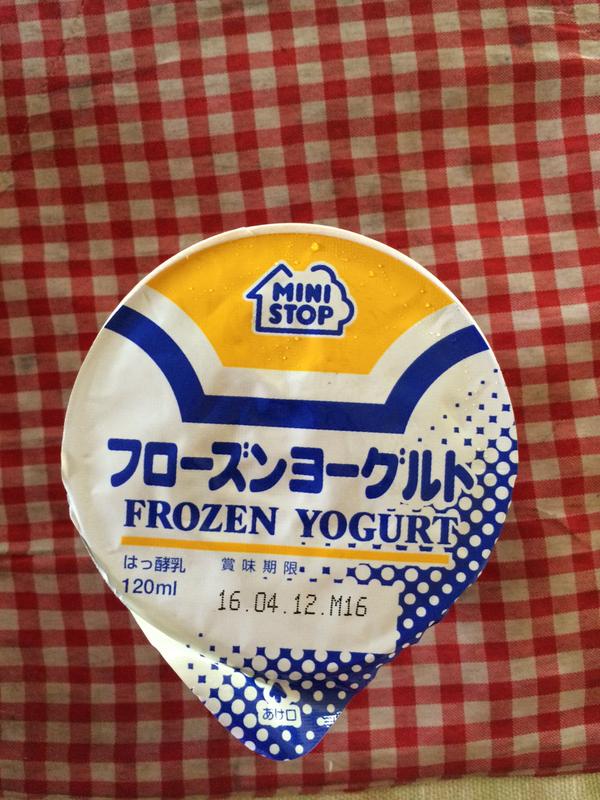 MINI
STOP
フローズンヨーグルト
FROZEN YOGURT
はっ酵乳
賞味期限
120ml
16.04.12.M16
あけ口